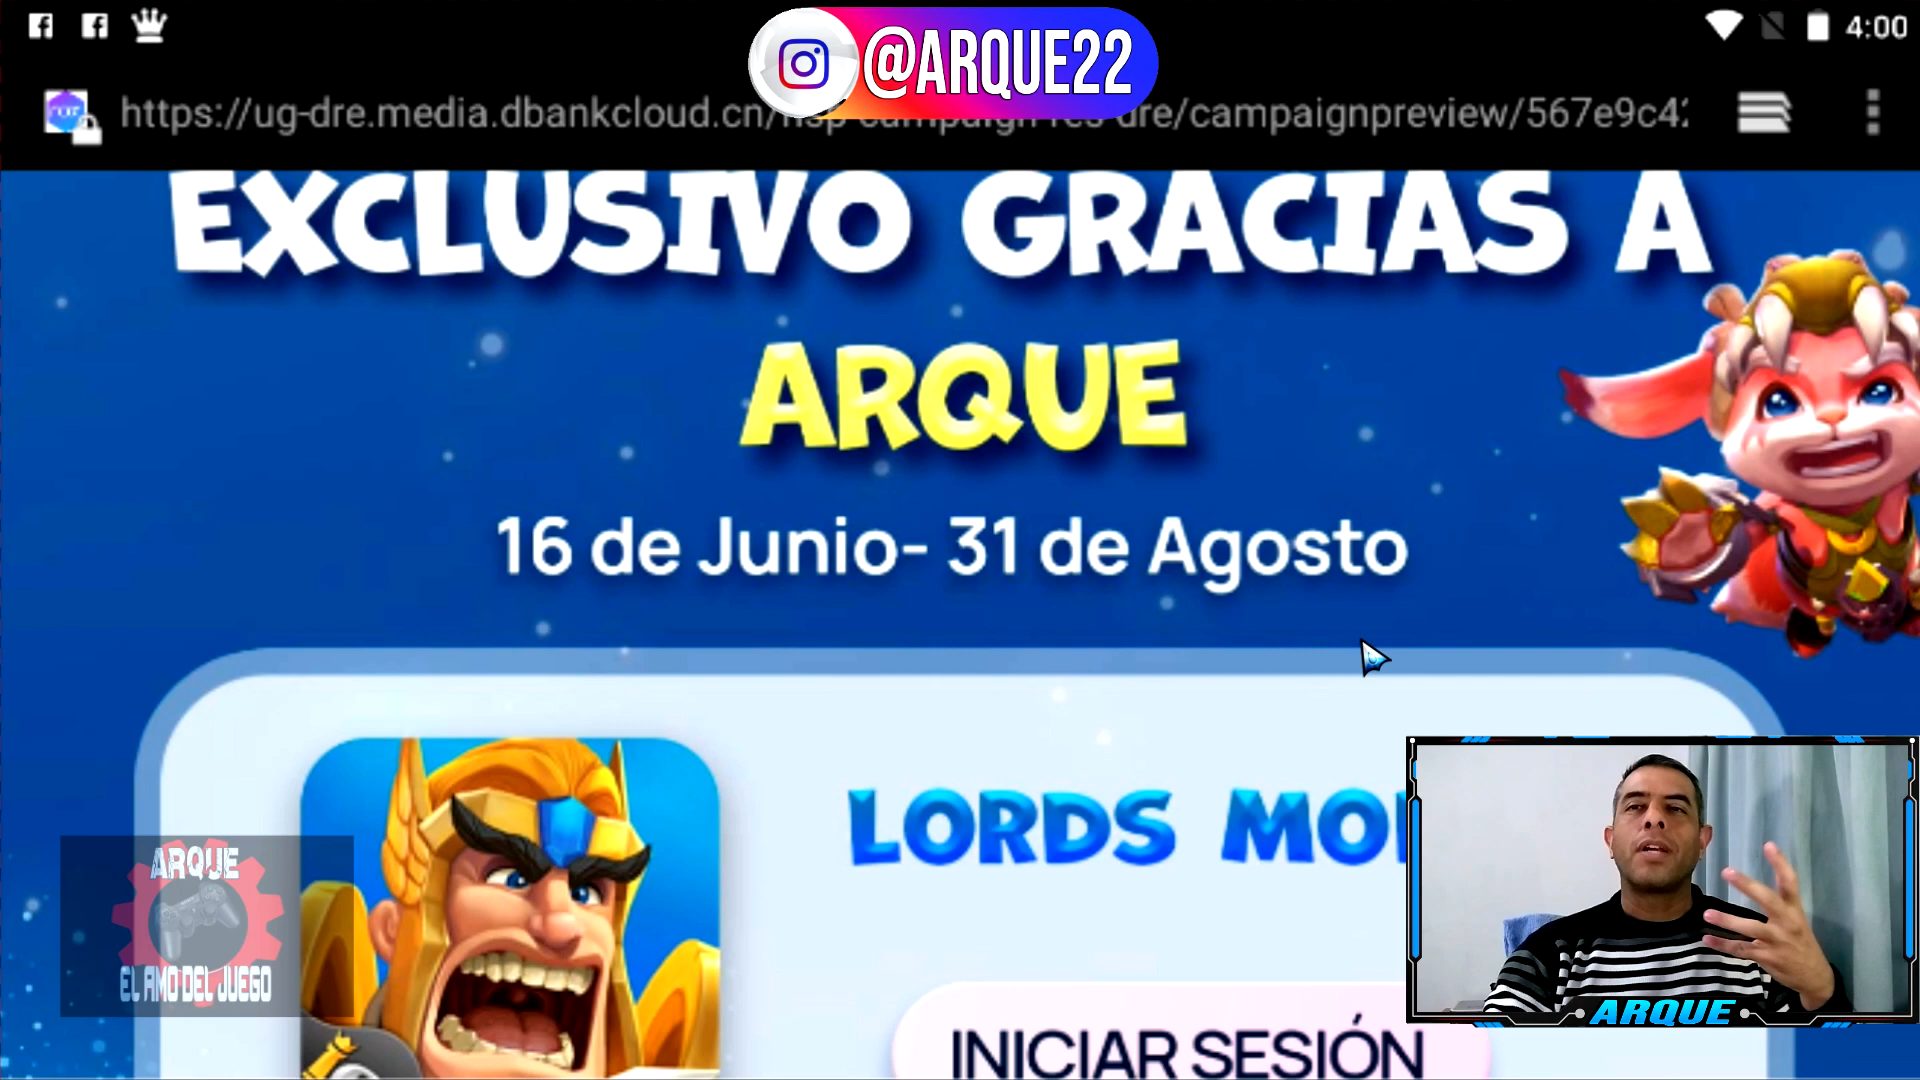 4:00
@ARQUE22
https://ug-dre.media.dbankcloud.cn/ dre/campaignpreview/567e9c42
EXCLUSIVO GRACIAS A
ARQUE
16 de Junio- 31 de Agosto
LORDS MO
INICIAR SESIÓN
ARQUE
EL AMO DEL JUEGO
ARQUE